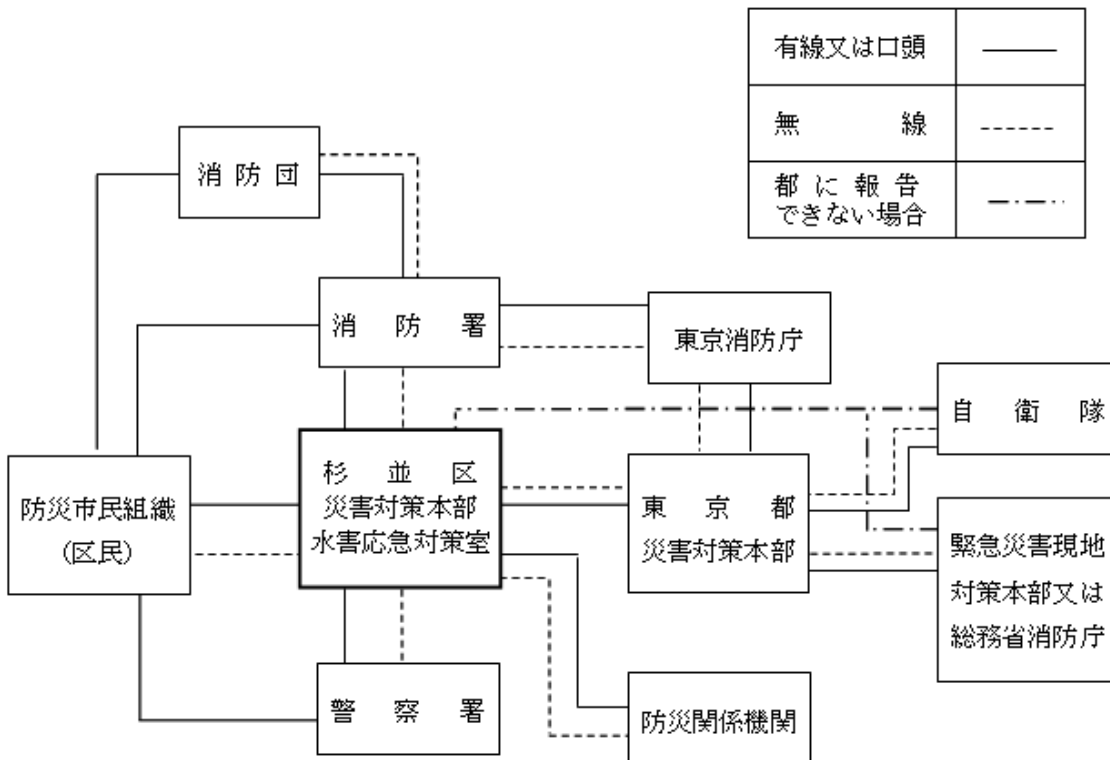 有線又は口頭
無線
都に報告
できない場合
消防団
消防署
東京消防庁
自衛隊
杉並区
災害対策本部
水害応急対策室
防災市民組織
(区民)
東京都
災害対策本部
緊急災害現地
対策本部又は
総務省消防庁
警察署
防災関係機関